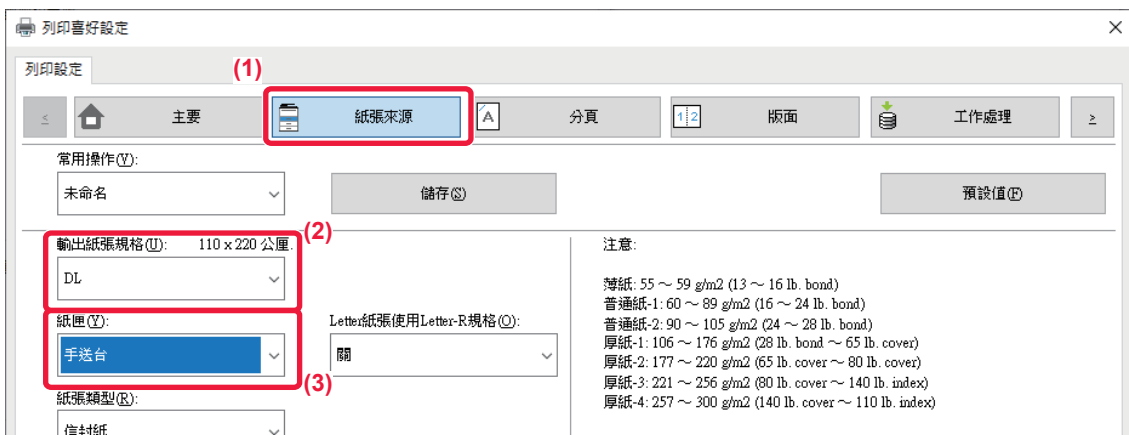 列印喜好設定
列印設定
(1)
主要
紙張來源
分頁
1 2
版面
工作處理
常用操作(V):
未命名
儲存(S)
預設值(F)
(2)
輸出紙張規格(U): 110 x 220 公厘.
DL
紙匣(Y):
手送台
(3)
Letter紙張使用Letter-R規格(O):
關
紙張類型(R):
信封紙
注意:
薄紙: 55 ~ 59 g/m2 (13 ~ 16 lb. bond)
普通紙-1: 60 ~ 89 g/m2 (16 ~ 24 lb. bond)
普通紙-2: 90 ~ 105 g/m2 (24 ~ 28 lb. bond)
厚紙-1: 106 ~ 176 g/m2 (28 lb. bond ~ 65 lb. cover)
厚紙-2: 177 ~ 220 g/m2 (65 lb. cover ~ 80 lb. cover)
厚紙-3: 221 ~ 256 g/m2 (80 lb. cover ~ 140 lb. index)
厚紙-4: 257 ~ 300 g/m2 (140 lb. cover ~ 110 lb. index)